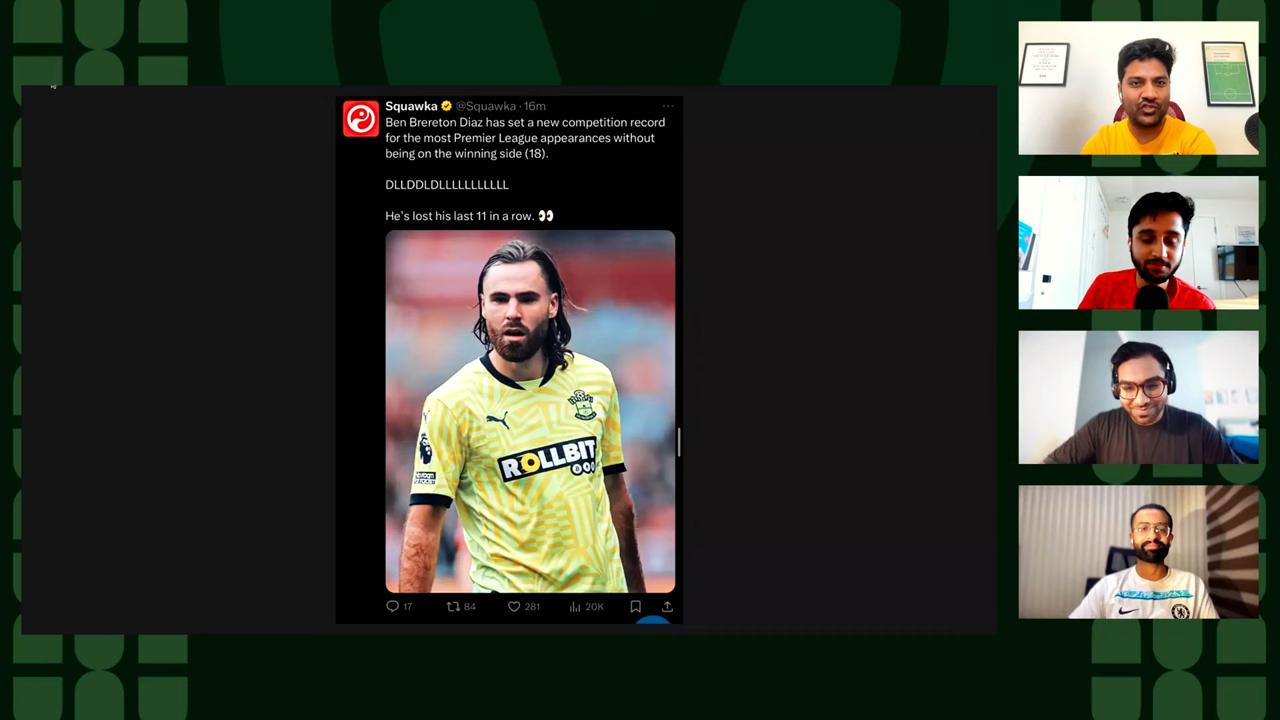 Squawka @Squawka · 16m
Ben Brereton Diaz has set a new competition record
for the most Premier League appearances without
being on the winning side (18).
DLLDDLDLLLLLLLLLLL
He's lost his last 11 in a row. 👀
ROLLBIT
17 84 281 20K